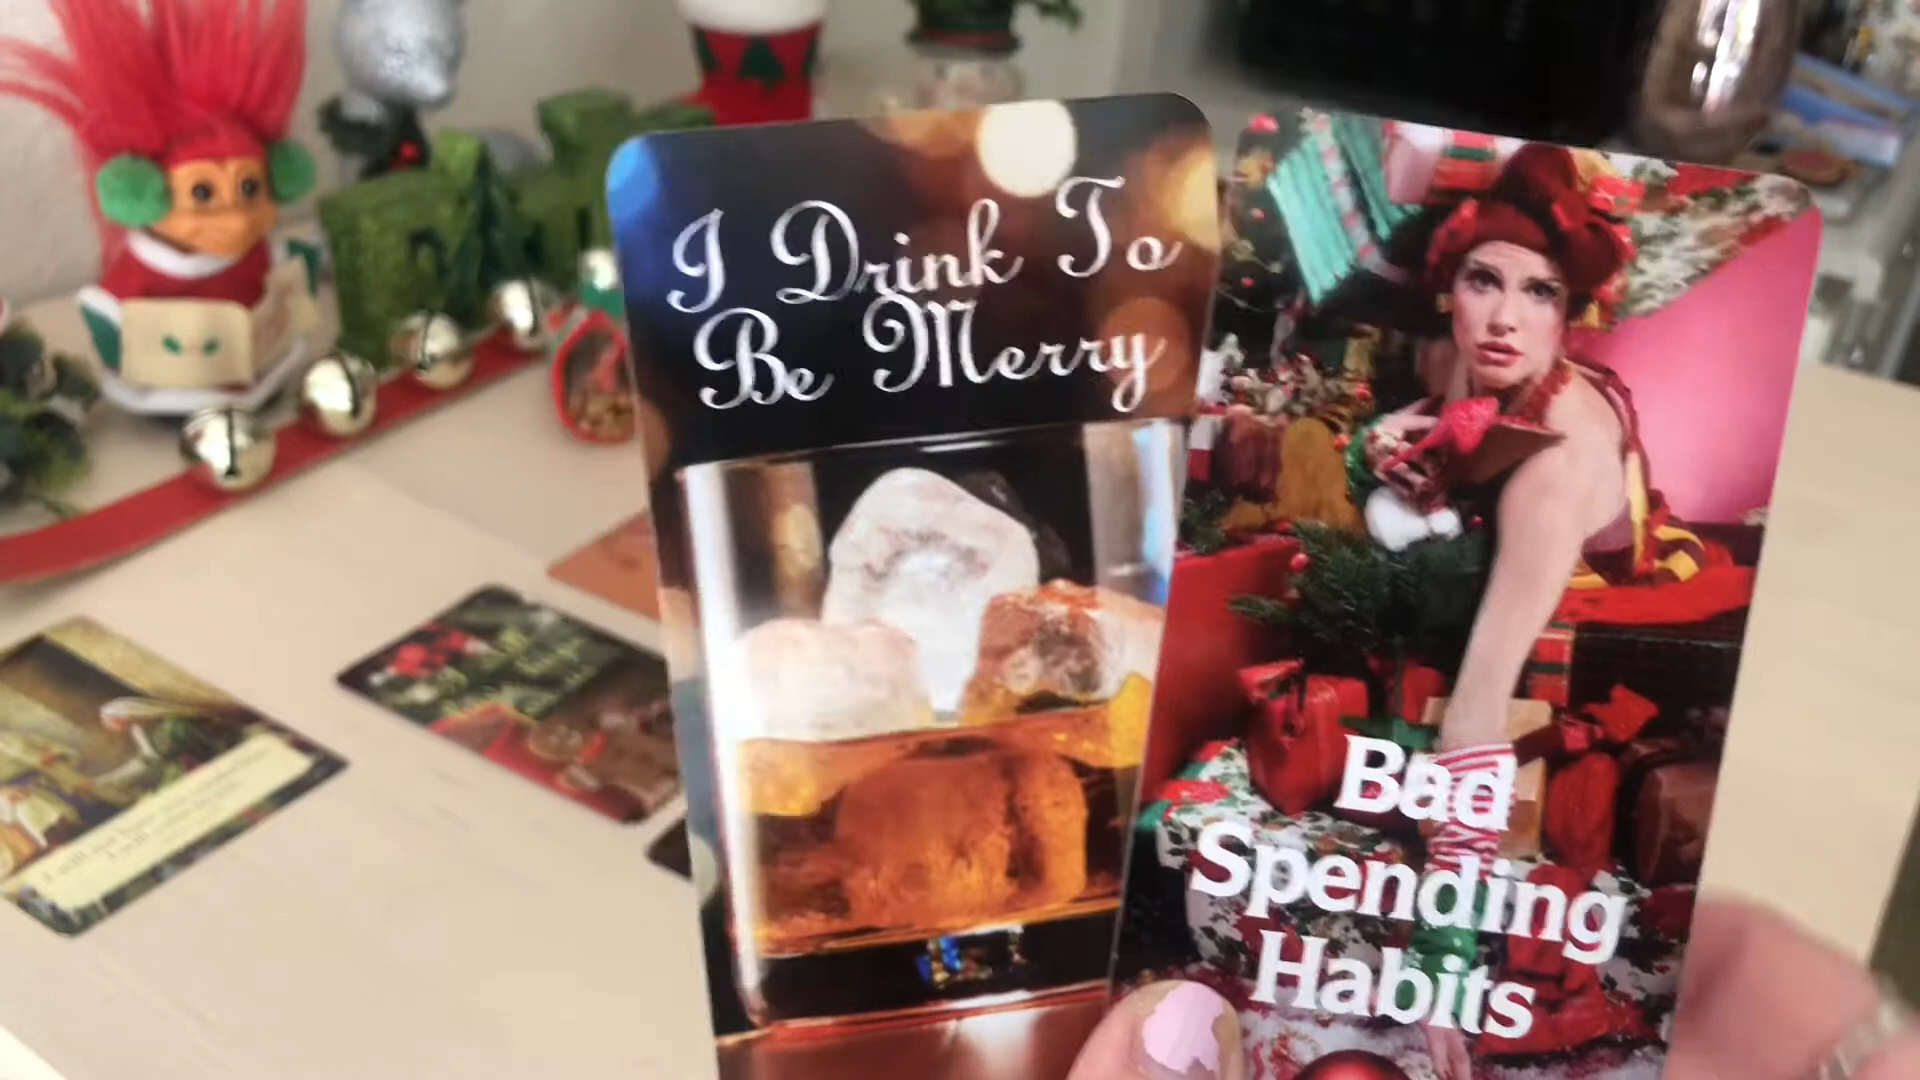 I Drink To
Be Merry
Bad
Spending
Habits